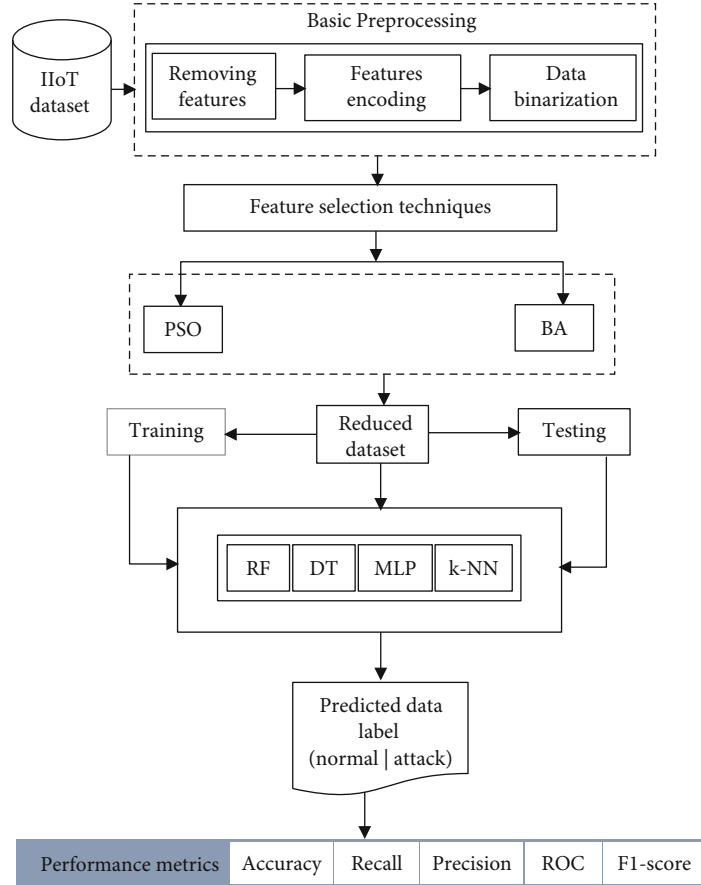 Basic Preprocessing
IIoT
dataset
Removing
features
Features
encoding
Data
binarization
Feature selection techniques
PSO
BA
Training
Reduced
dataset
Testing
RF
DT
MLP
k-NN
Predicted data
label
(normal | attack)
Performance metrics
Accuracy
Recall
Precision
ROC
F1-score